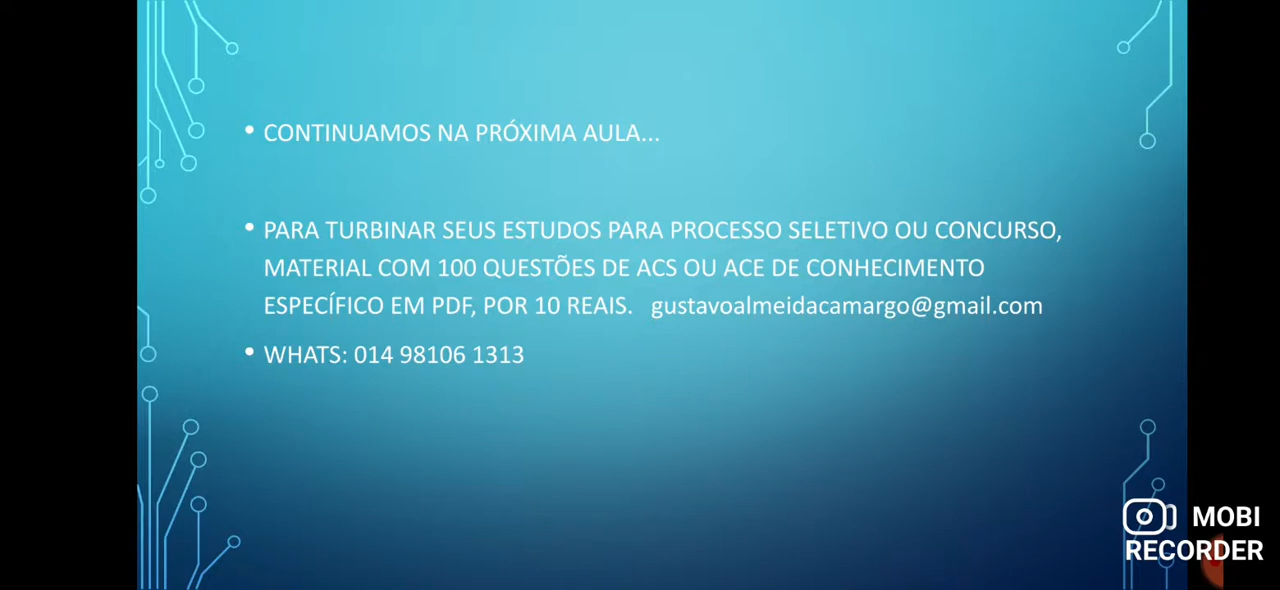 • CONTINUAMOS NA PRÓXIMA AULA...
• PARA TURBINAR SEUS ESTUDOS PARA PROCESSO SELETIVO OU CONCURSO,
MATERIAL COM 100 QUESTÕES DE ACS OU ACE DE CONHECIMENTO
ESPECÍFICO EM PDF, POR 10 REAIS. gustavoalmeidacamargo@gmail.com
• WHATS: 014 98106 1313
MOBI
RECORDER